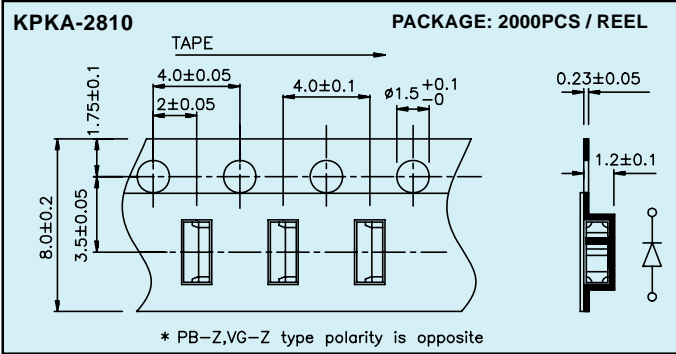 KPKA-2810
PACKAGE: 2000PCS / REEL
TAPE
4.0±0.05
2±0.05
4.0±0.1
ø1.5 +0.1 -0
0.23±0.05
1.75±0.1
1.2±0.1
8.0±0.2
3.5±0.05
* PB-Z,VG-Z type polarity is opposite